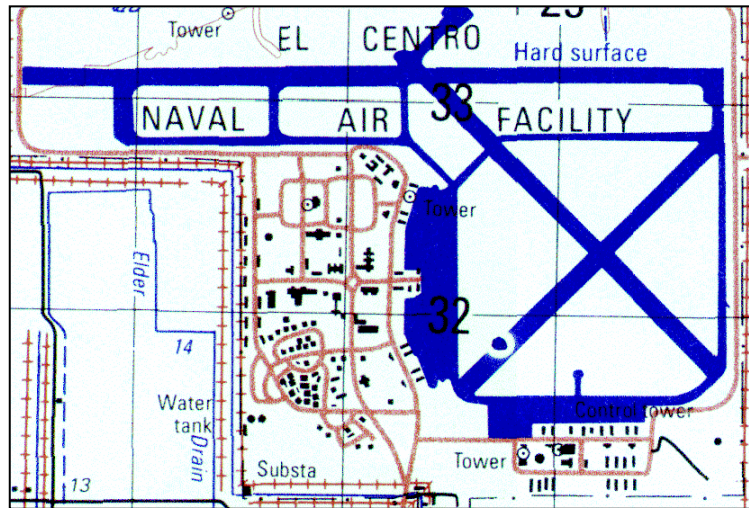 Tower
EL CENTRO
Hard surface
33
NAVAL AIR FACILITY
Tower
Elder
32
14
Water
tank
Drain
Control tower
Substa
Tower
13